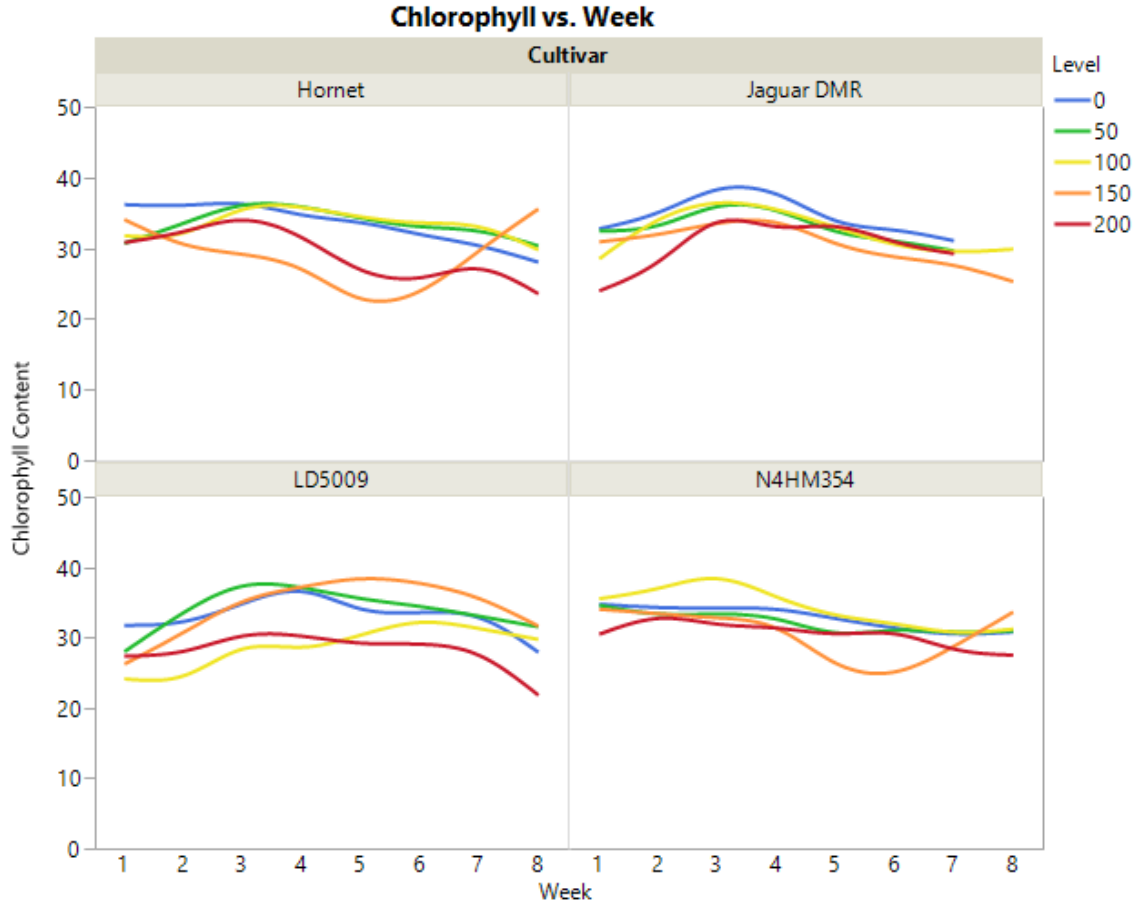 Chlorophyll vs. Week
Cultivar
Hornet
Jaguar DMR
Level
0
50
100
150
200
50
40
30
20
10
0
Chlorophyll Content
LD5009
N4HM354
50
40
30
20
10
0
1 2 3 4 5 6 7 8
1 2 3 4 5 6 7 8
Week